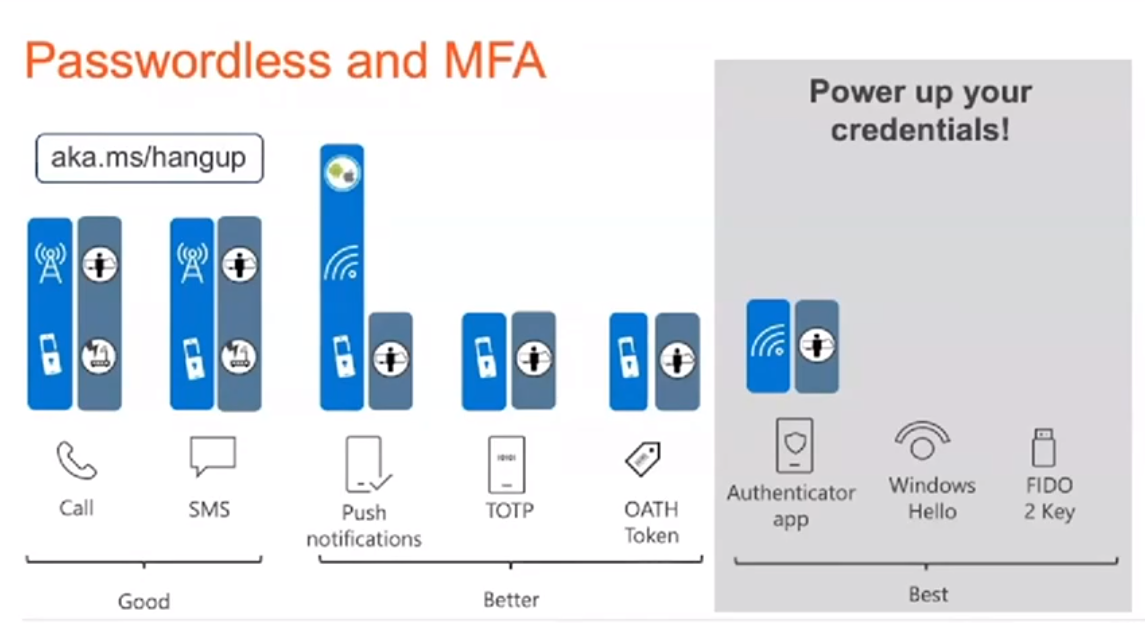 Passwordless and MFA
aka.ms/hangup
Power up your
credentials!
Call
SMS
Push
notifications
TOTP
OATH
Token
Authenticator
app
Windows
Hello
FIDO
2 Key
Good
Better
Best